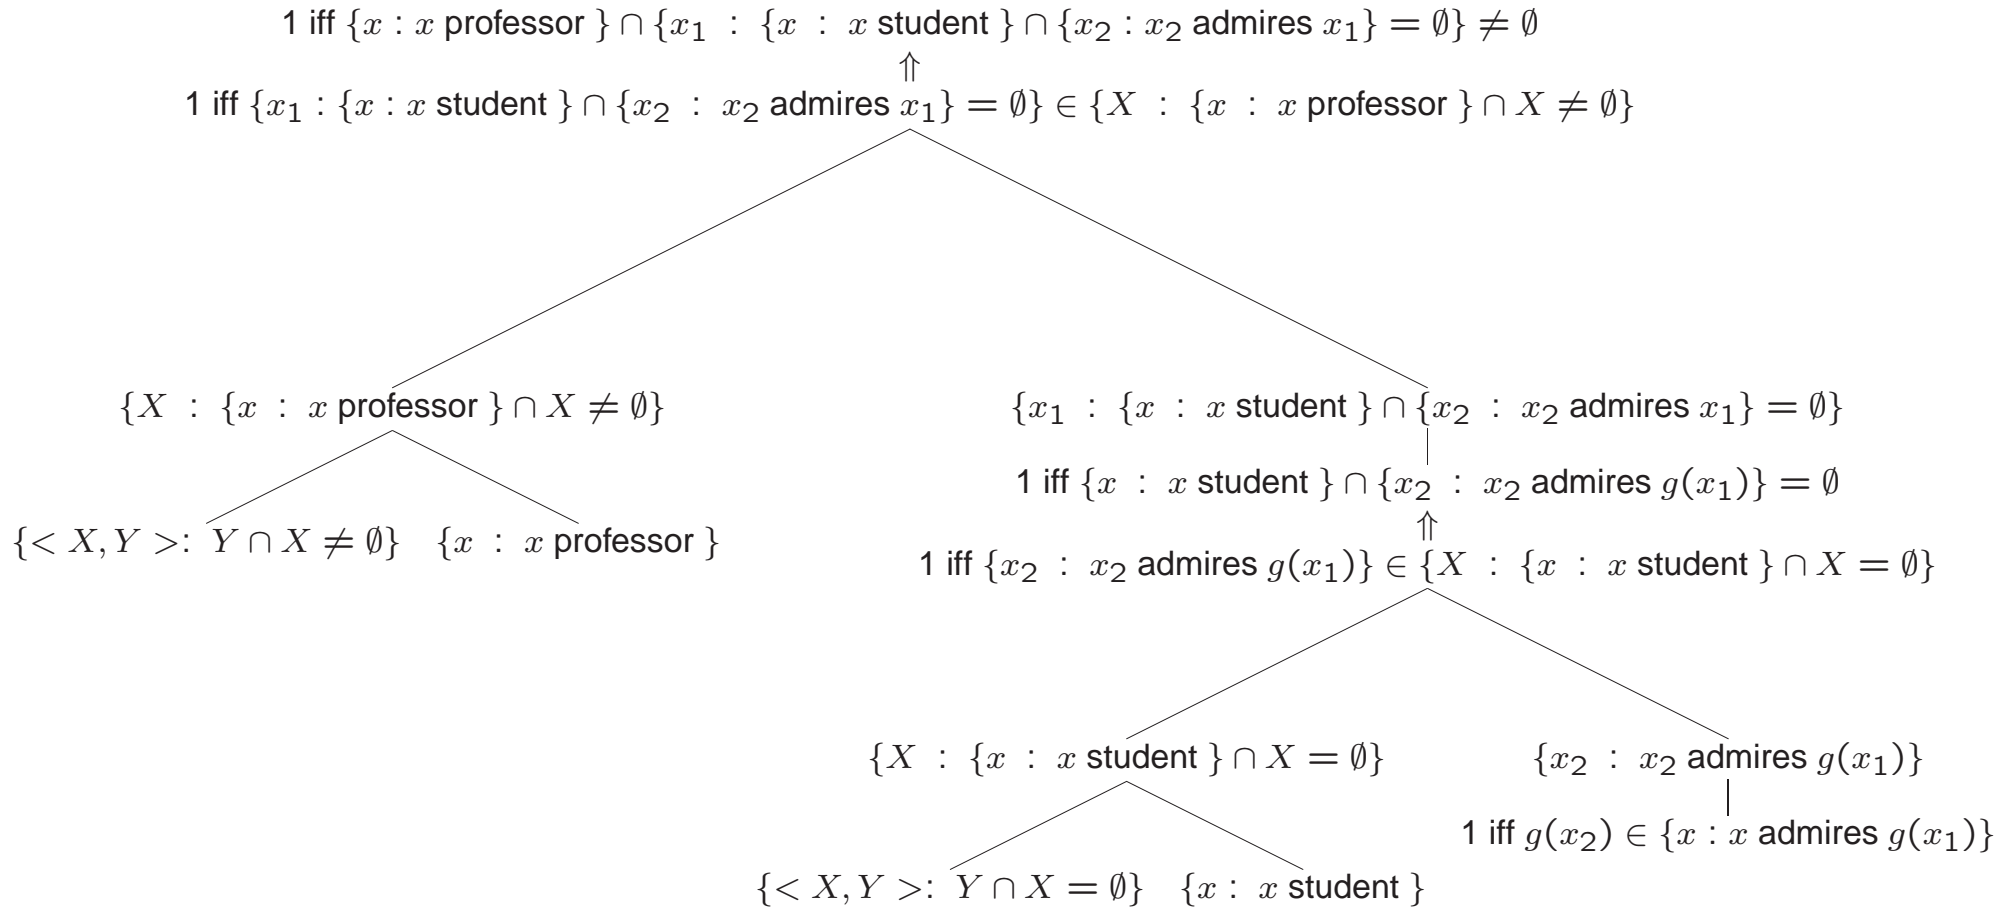 1 iff {x : x professor } ∩ {x₁ : {x : x student } ∩ {x₂ : x₂ admires x₁} = ∅} ≠ ∅
⇑
1 iff {x₁ : {x : x student } ∩ {x₂ : x₂ admires x₁} = ∅} ∈ {X : {x : x professor } ∩ X ≠ ∅}
{X : {x : x professor } ∩ X ≠ ∅} {x₁ : {x : x student } ∩ {x₂ : x₂ admires x₁} = ∅}
1 iff {x : x student } ∩ {x₂ : x₂ admires g(x₁)} = ∅
{< X, Y >: Y ∩ X ≠ ∅} {x : x professor }
⇑
1 iff {x₂ : x₂ admires g(x₁)} ∈ {X : {x : x student } ∩ X = ∅}
{X : {x : x student } ∩ X = ∅} {x₂ : x₂ admires g(x₁)}
1 iff g(x₂) ∈ {x : x admires g(x₁)}
{< X, Y >: Y ∩ X = ∅} {x : x student }